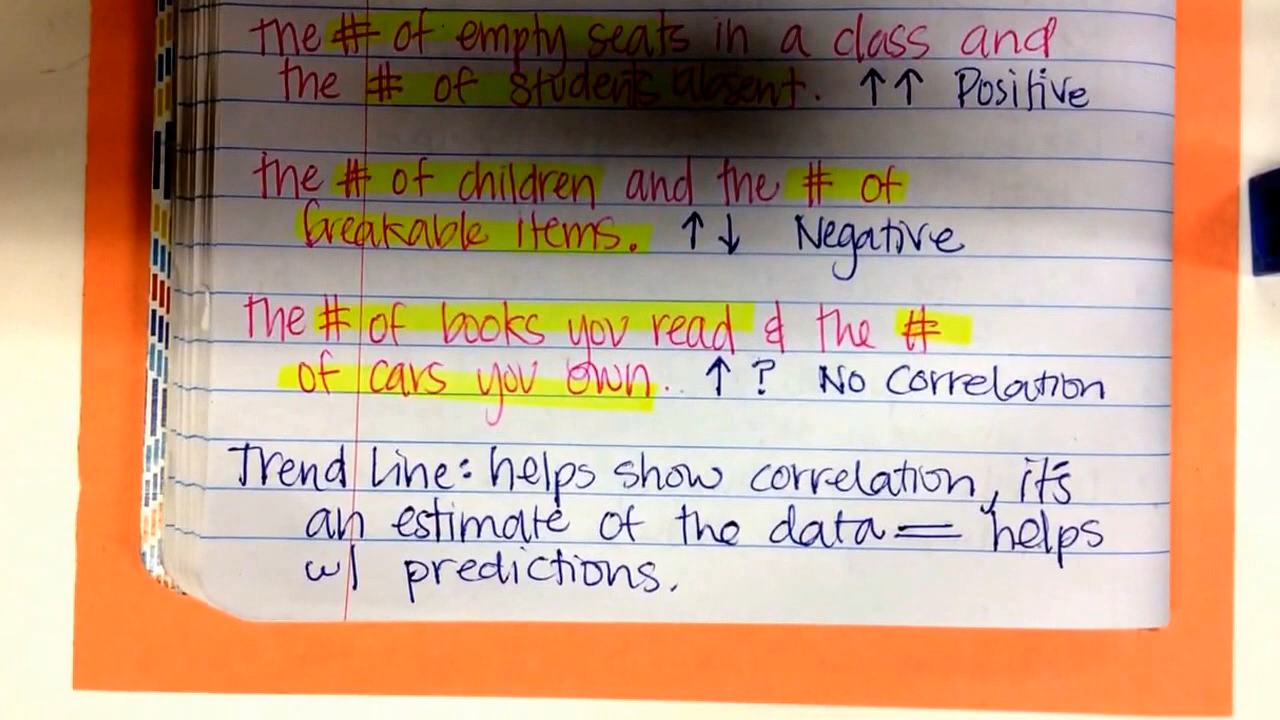 the # of empty seats in a class and
the # of students absent. ↑↑ Positive
the # of children and the # of
breakable items. ↑↓ Negative
the # of books you read & the #
of cars you own. ↑ ? No Correlation
Trend Line: helps show correlation, it's
an estimate of the data = helps
w/ predictions.